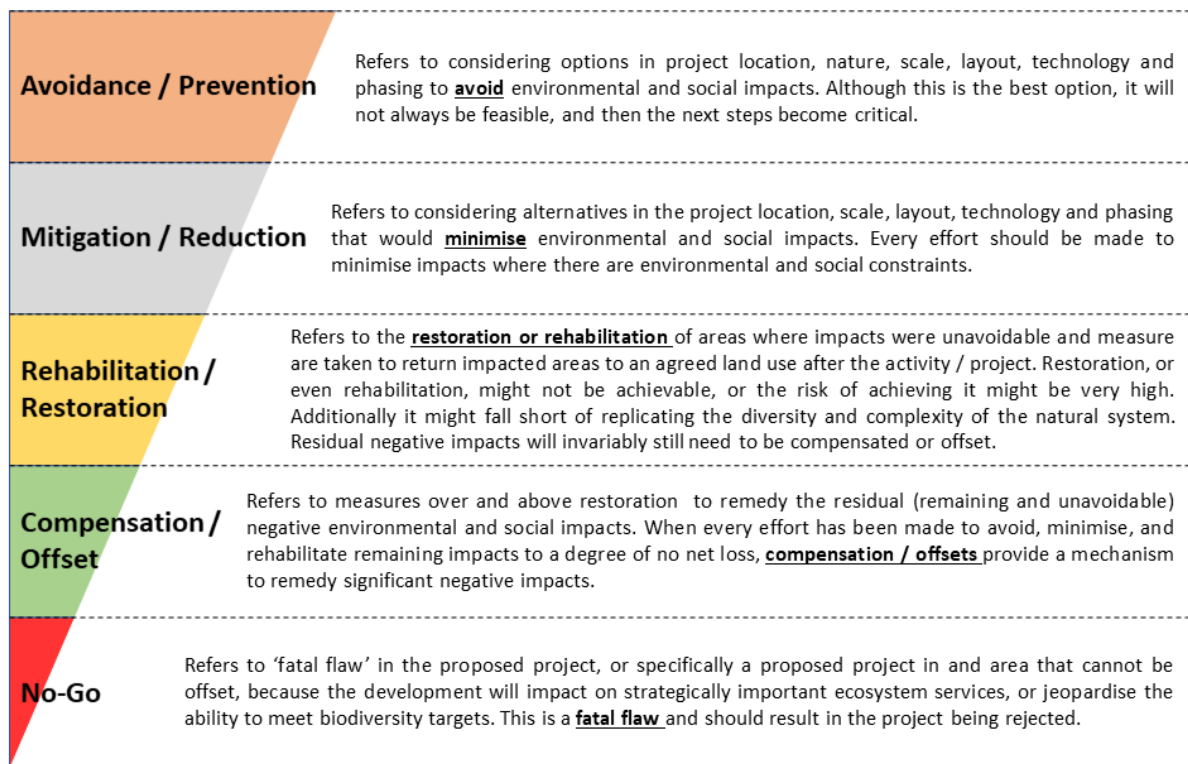 Avoidance / Prevention
Refers to considering options in project location, nature, scale, layout, technology and
phasing to avoid environmental and social impacts. Although this is the best option, it will
not always be feasible, and then the next steps become critical.
Mitigation / Reduction
Refers to considering alternatives in the project location, scale, layout, technology and phasing
that would minimise environmental and social impacts. Every effort should be made to
minimise impacts where there are environmental and social constraints.
Rehabilitation /
Restoration
Refers to the restoration or rehabilitation of areas where impacts were unavoidable and measure
are taken to return impacted areas to an agreed land use after the activity / project. Restoration, or
even rehabilitation, might not be achievable, or the risk of achieving it might be very high.
Additionally it might fall short of replicating the diversity and complexity of the natural system.
Residual negative impacts will invariably still need to be compensated or offset.
Compensation /
Offset
Refers to measures over and above restoration to remedy the residual (remaining and unavoidable)
negative environmental and social impacts. When every effort has been made to avoid, minimise, and
rehabilitate remaining impacts to a degree of no net loss, compensation / offsets provide a mechanism
to remedy significant negative impacts.
No-Go
Refers to ‘fatal flaw’ in the proposed project, or specifically a proposed project in and area that cannot be
offset, because the development will impact on strategically important ecosystem services, or jeopardise the
ability to meet biodiversity targets. This is a fatal flaw and should result in the project being rejected.